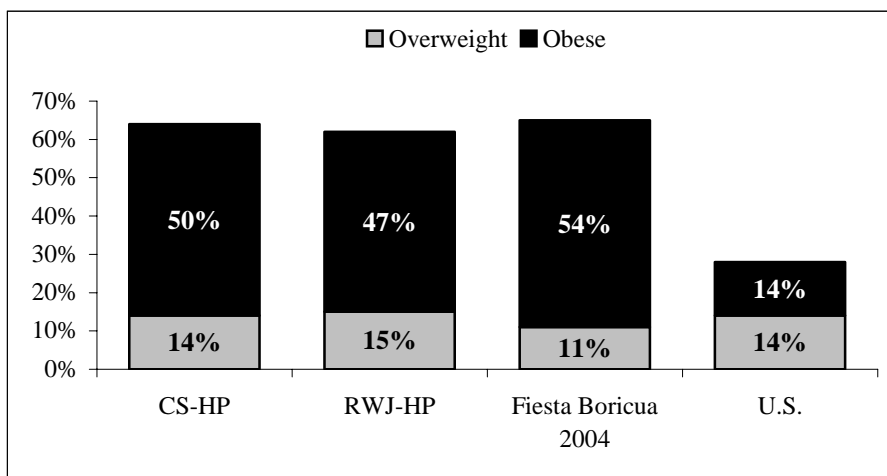 Overweight Obese
70%
60%
50%
40%
30%
20%
10%
0%
50% 47% 54% 14%
14% 15% 11% 14%
CS-HP RWJ-HP Fiesta Boricua U.S.
2004